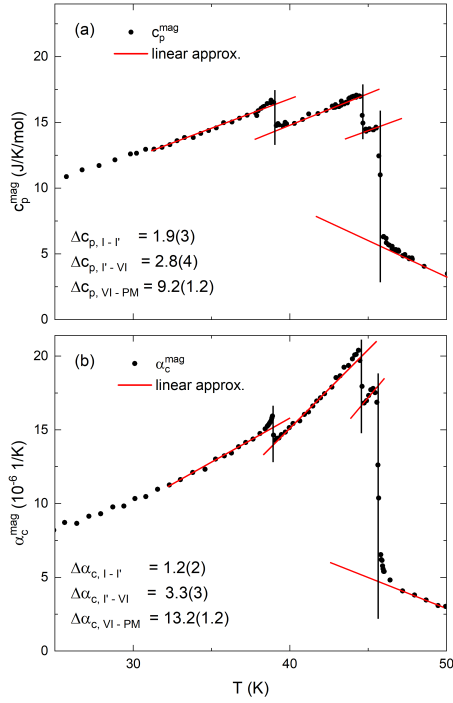 (a)
c_p^mag
linear approx.
25
20
15
10
5
0
c_p^mag (J/K/mol)
Δc_p, I - I' = 1.9(3)
Δc_p, I' - VI = 2.8(4)
Δc_p, VI - PM = 9.2(1.2)
(b)
α_c^mag
linear approx.
20
15
10
5
0
α_c^mag (10^-6 1/K)
Δα_c, I - I' = 1.2(2)
Δα_c, I' - VI = 3.3(3)
Δα_c, VI - PM = 13.2(1.2)
30 40 50
T (K)